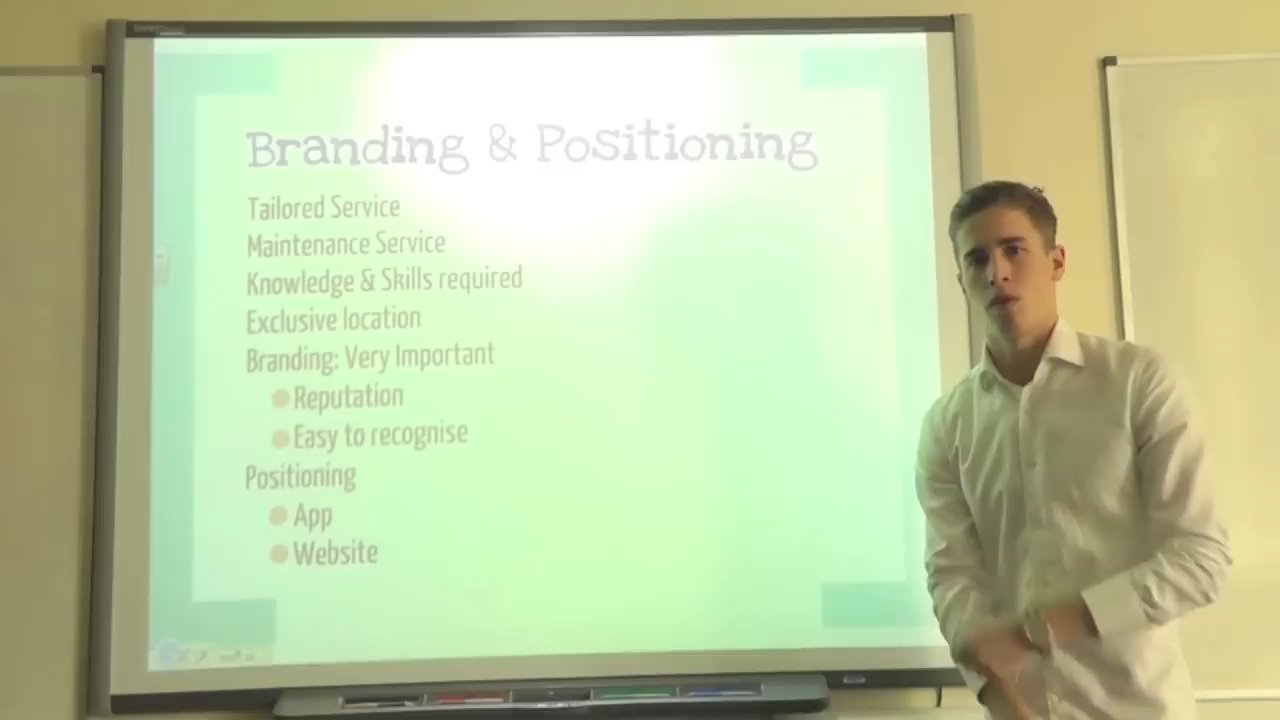 Branding & Positioning
Tailored Service
Maintenance Service
Knowledge & Skills required
Exclusive location
Branding: Very Important
Reputation
Easy to recognise
Positioning
App
Website